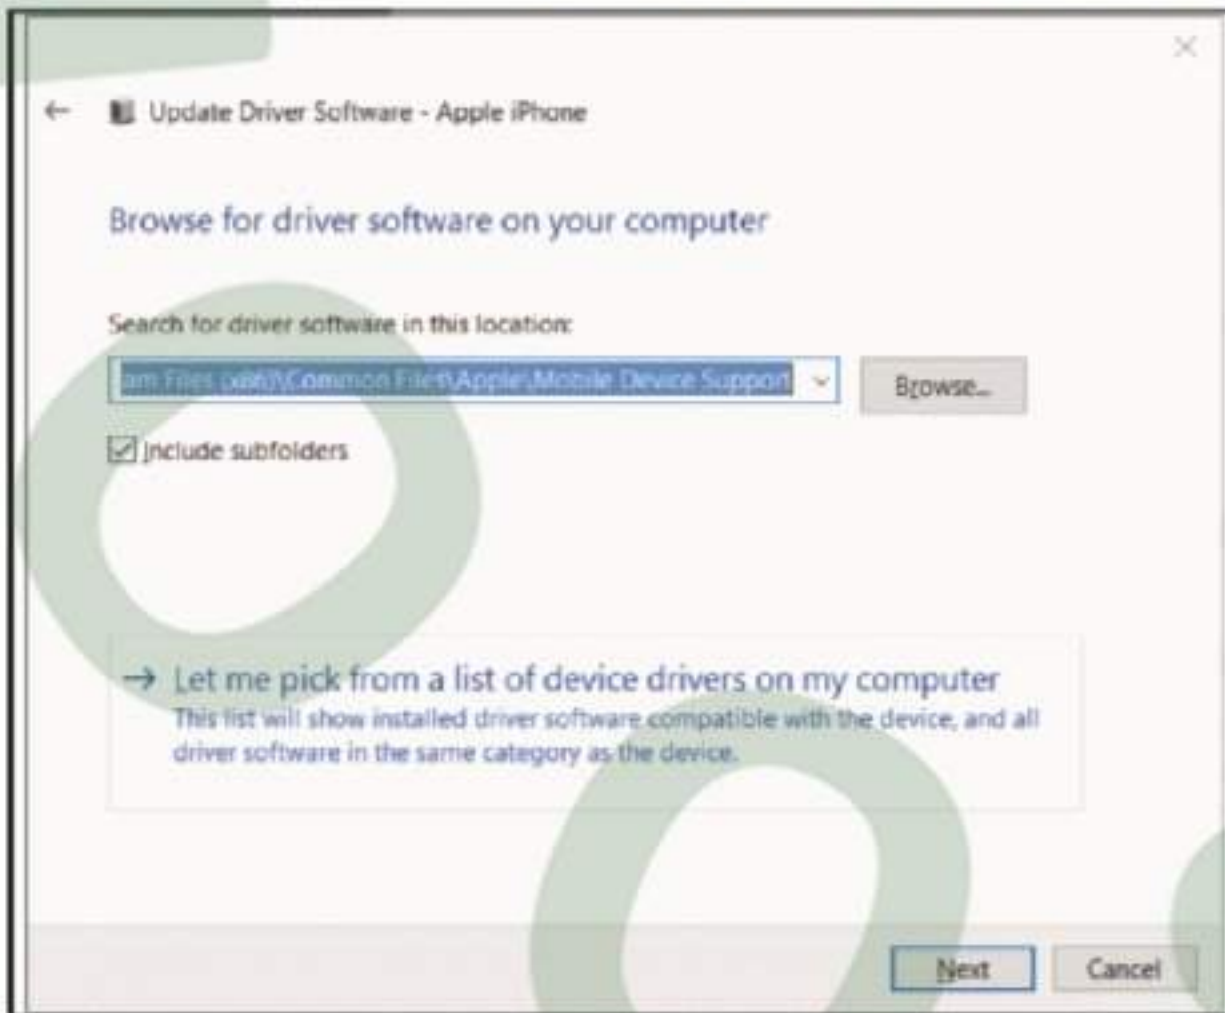 Update Driver Software - Apple iPhone
Browse for driver software on your computer
Search for driver software in this location:
am Files (x86)\Common Files\Apple\Mobile Device Support
Browse...
Include subfolders
→ Let me pick from a list of device drivers on my computer
This list will show installed driver software compatible with the device, and all
driver software in the same category as the device.
Next
Cancel